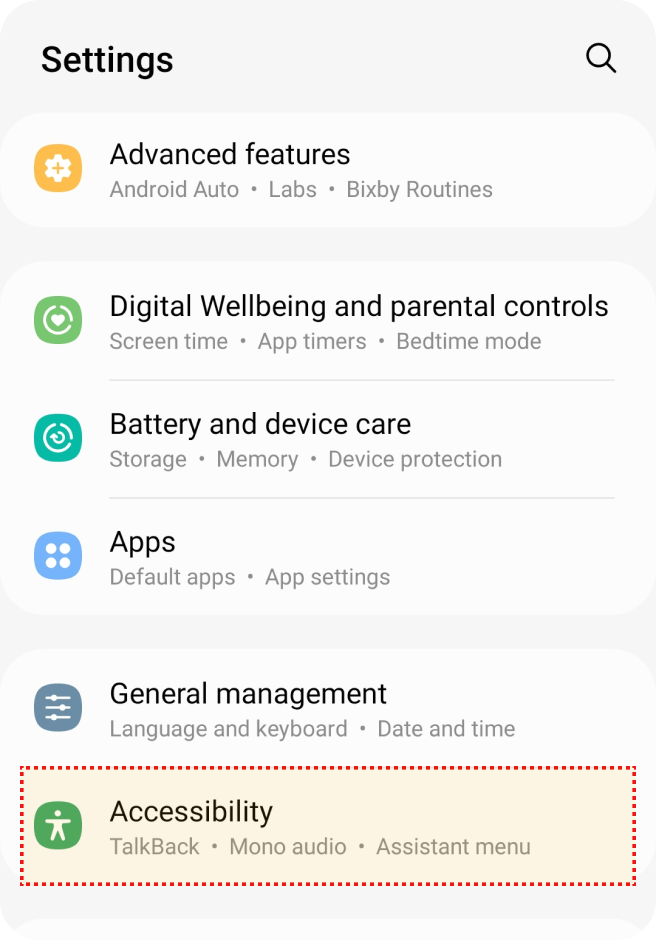 Settings
Advanced features
Android Auto • Labs • Bixby Routines
Digital Wellbeing and parental controls
Screen time • App timers • Bedtime mode
Battery and device care
Storage • Memory • Device protection
Apps
Default apps • App settings
General management
Language and keyboard • Date and time
Accessibility
TalkBack • Mono audio • Assistant menu